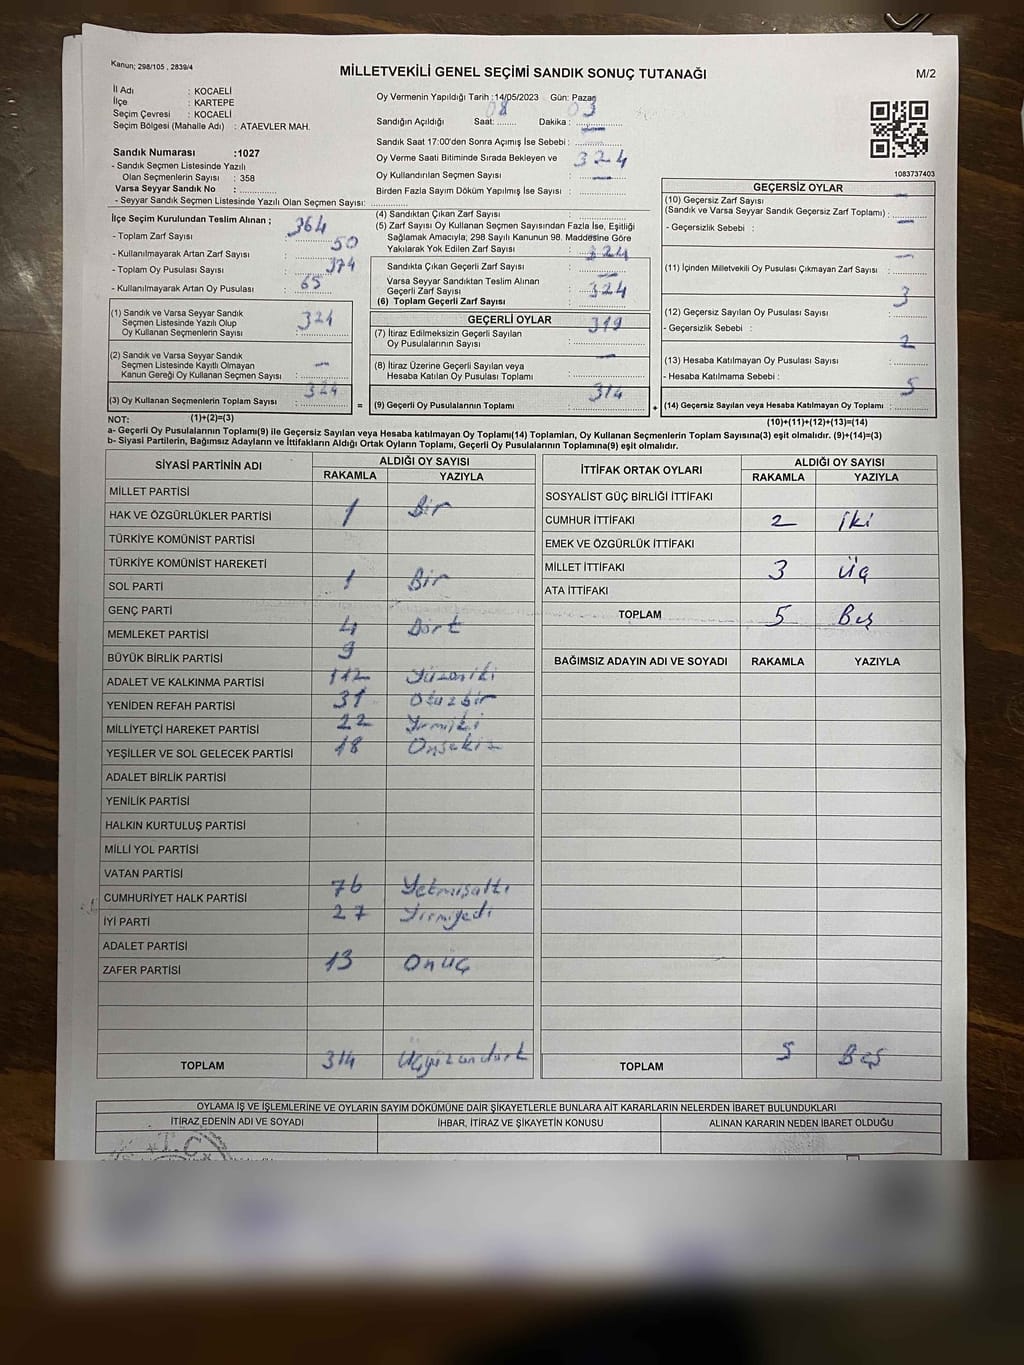 Kanun; 298/105 , 2839/4
MİLLETVEKİLİ GENEL SEÇİMİ SANDIK SONUÇ TUTANAĞI
M/2
İl Adı : KOCAELİ
İlçe : KARTEPE
Seçim Çevresi : KOCAELİ
Seçim Bölgesi (Mahalle Adı) : ATAEVLER MAH.
Sandık Numarası :1027
- Sandık Seçmen Listesinde Yazılı
Olan Seçmenlerin Sayısı : 358
Varsa Seyyar Sandık No :
- Seyyar Sandık Seçmen Listesinde Yazılı Olan Seçmen Sayısı:
Oy Vermenin Yapıldığı Tarih :14/05/2023 Gün: Pazar
Sandığın Açıldığı Saat: 08 Dakika : 03
Sandık Saat 17:00'den Sonra Açımış İse Sebebi : —
Oy Verme Saati Bitiminde Sırada Bekleyen ve
Oy Kullandırılan Seçmen Sayısı : 324
Birden Fazla Sayım Döküm Yapılmış İse Sayısı : —
1083737403
İlçe Seçim Kurulundan Teslim Alınan ;
- Toplam Zarf Sayısı : 364
- Kullanılmayarak Artan Zarf Sayısı : 50
- Toplam Oy Pusulası Sayısı : 374
- Kullanılmayarak Artan Oy Pusulası : 65
(1) Sandık ve Varsa Seyyar Sandık
Seçmen Listesinde Yazılı Olup
Oy Kullanan Seçmenlerin Sayısı : 324
(2) Sandık ve Varsa Seyyar Sandık
Seçmen Listesinde Kayıtlı Olmayan
Kanun Gereği Oy Kullanan Seçmen Sayısı : —
(3) Oy Kullanan Seçmenlerin Toplam Sayısı : 324
(1)+(2)=(3)
(4) Sandıktan Çıkan Zarf Sayısı :
(5) Zarf Sayısı Oy Kullanan Seçmen Sayısından Fazla İse, Eşitliği
Sağlamak Amacıyla; 298 Sayılı Kanunun 98. Maddesine Göre
Yakılarak Yok Edilen Zarf Sayısı :
Sandıkta Çıkan Geçerli Zarf Sayısı : 324
Varsa Seyyar Sandıktan Teslim Alınan
Geçerli Zarf Sayısı : —
(6) Toplam Geçerli Zarf Sayısı : 324
GEÇERLİ OYLAR
(7) İtiraz Edilmeksizin Geçerli Sayılan
Oy Pusulalarının Sayısı : 319
(8) İtiraz Üzerine Geçerli Sayılan veya
Hesaba Katılan Oy Pusulası Toplamı : —
=
(9) Geçerli Oy Pusulalarının Toplamı : 314
+
GEÇERSİZ OYLAR
(10) Geçersiz Zarf Sayısı
(Sandık ve Varsa Seyyar Sandık Geçersiz Zarf Toplamı) : —
- Geçersizlik Sebebi : —
(11) İçinden Milletvekili Oy Pusulası Çıkmayan Zarf Sayısı : —
(12) Geçersiz Sayılan Oy Pusulası Sayısı : 3
- Geçersizlik Sebebi :
(13) Hesaba Katılmayan Oy Pusulası Sayısı : 2
- Hesaba Katılmama Sebebi :
(14) Geçersiz Sayılan veya Hesaba Katılmayan Oy Toplamı : 5
(10)+(11)+(12)+(13)=(14)
NOT:
a- Geçerli Oy Pusulalarının Toplamı(9) ile Geçersiz Sayılan veya Hesaba katılmayan Oy Toplamı(14) Toplamları, Oy Kullanan Seçmenlerin Toplam Sayısına(3) eşit olmalıdır. (9)+(14)=(3)
b- Siyasi Partilerin, Bağımsız Adayların ve İttifakların Aldığı Ortak Oyların Toplamı, Geçerli Oy Pusulalarının Toplamına(9) eşit olmalıdır.
SİYASİ PARTİNİN ADI ALDIĞI OY SAYISI
RAKAMLA YAZIYLA
MİLLET PARTİSİ
HAK VE ÖZGÜRLÜKLER PARTİSİ 1 Bir
TÜRKİYE KOMÜNİST PARTİSİ
TÜRKİYE KOMÜNİST HAREKETİ
SOL PARTİ 1 Bir
GENÇ PARTİ
MEMLEKET PARTİSİ 4 Dört
BÜYÜK BİRLİK PARTİSİ 9
ADALET VE KALKINMA PARTİSİ 112 Yüzoniki
YENİDEN REFAH PARTİSİ 31 Otuzbir
MİLLİYETÇİ HAREKET PARTİSİ 22 Yirmiiki
YEŞİLLER VE SOL GELECEK PARTİSİ 18 Onsekiz
ADALET BİRLİK PARTİSİ
YENİLİK PARTİSİ
HALKIN KURTULUŞ PARTİSİ
MİLLİ YOL PARTİSİ
VATAN PARTİSİ
CUMHURİYET HALK PARTİSİ 76 Yetmişaltı
İYİ PARTİ 27 Yirmiyedi
ADALET PARTİSİ
ZAFER PARTİSİ 13 Onüç
TOPLAM 314 Üçyüzondört
İTTİFAK ORTAK OYLARI ALDIĞI OY SAYISI
RAKAMLA YAZIYLA
SOSYALİST GÜÇ BİRLİĞİ İTTİFAKI
CUMHUR İTTİFAKI 2 İki
EMEK VE ÖZGÜRLÜK İTTİFAKI
MİLLET İTTİFAKI 3 Üç
ATA İTTİFAKI
TOPLAM 5 Beş
BAĞIMSIZ ADAYIN ADI VE SOYADI RAKAMLA YAZIYLA
TOPLAM 5 Beş
OYLAMA İŞ VE İŞLEMLERİNE VE OYLARIN SAYIM DÖKÜMÜNE DAİR ŞİKAYETLERLE BUNLARA AİT KARARLARIN NELERDEN İBARET BULUNDUKLARI
İTİRAZ EDENİN ADI VE SOYADI İHBAR, İTİRAZ VE ŞİKAYETİN KONUSU ALINAN KARARIN NEDEN İBARET OLDUĞU
T.C.